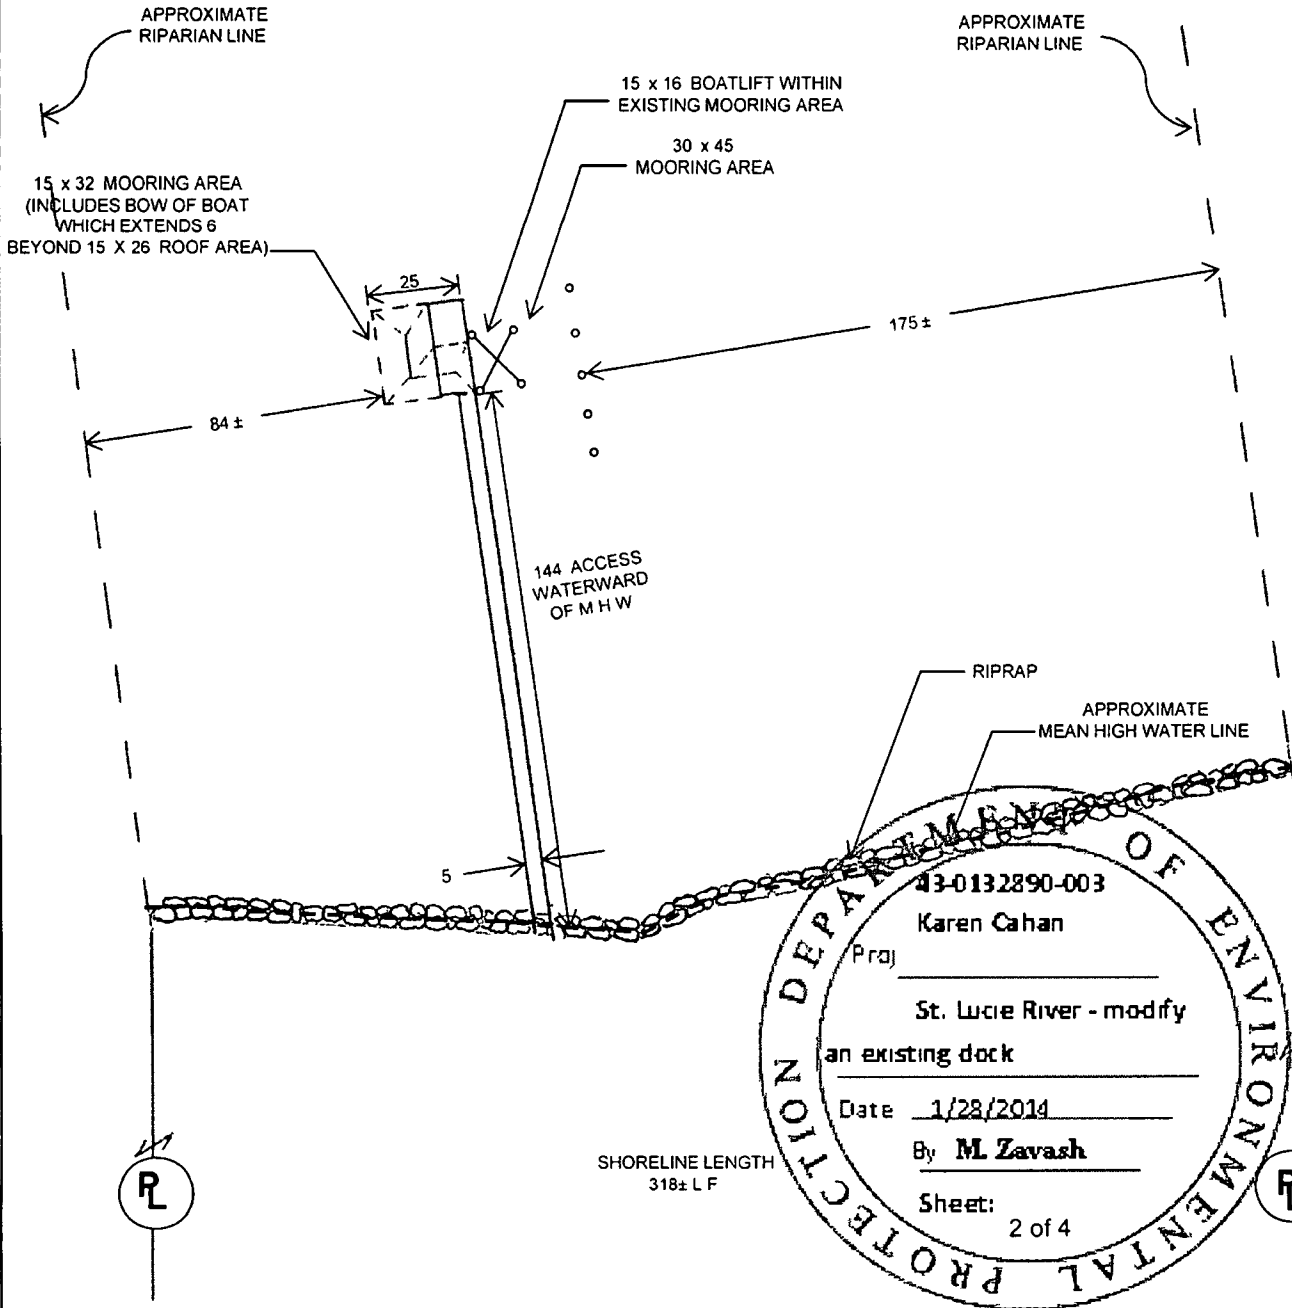 APPROXIMATE
RIPARIAN LINE
APPROXIMATE
RIPARIAN LINE
15 x 16 BOATLIFT WITHIN
EXISTING MOORING AREA
30 x 45
MOORING AREA
15 x 32 MOORING AREA
(INCLUDES BOW OF BOAT
WHICH EXTENDS 6
BEYOND 15 X 26 ROOF AREA)
25
175±
84±
144 ACCESS
WATERWARD
OF M H W
RIPRAP
APPROXIMATE
MEAN HIGH WATER LINE
5
DEPARTMENT OF ENVIRONMENTAL PROTECTION
43-0132890-003
Karen Cahan
Proj
St. Lucie River - modify
an existing dock
Date 1/28/2014
By M. Zavash
Sheet:
2 of 4
SHORELINE LENGTH
318± L F
PL
PL